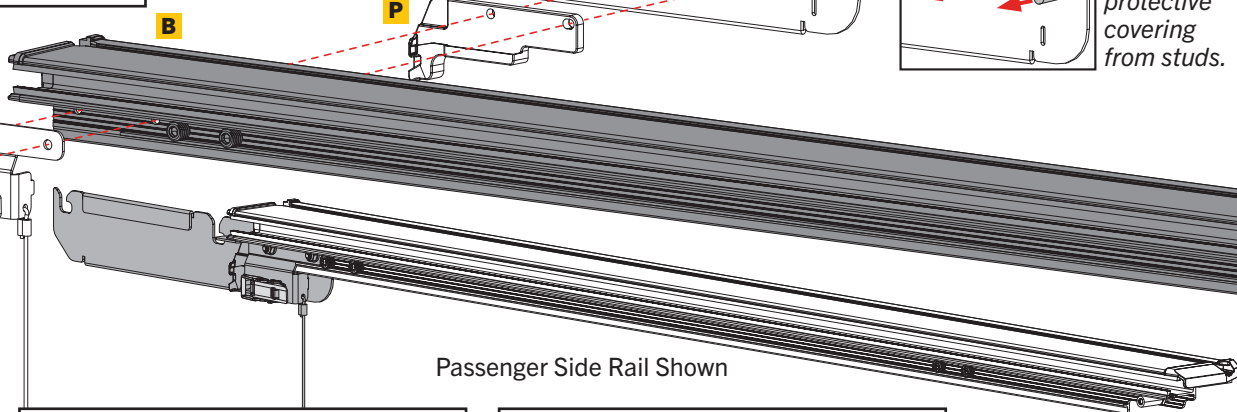 P
B
protective
covering
from studs.
Passenger Side Rail Shown